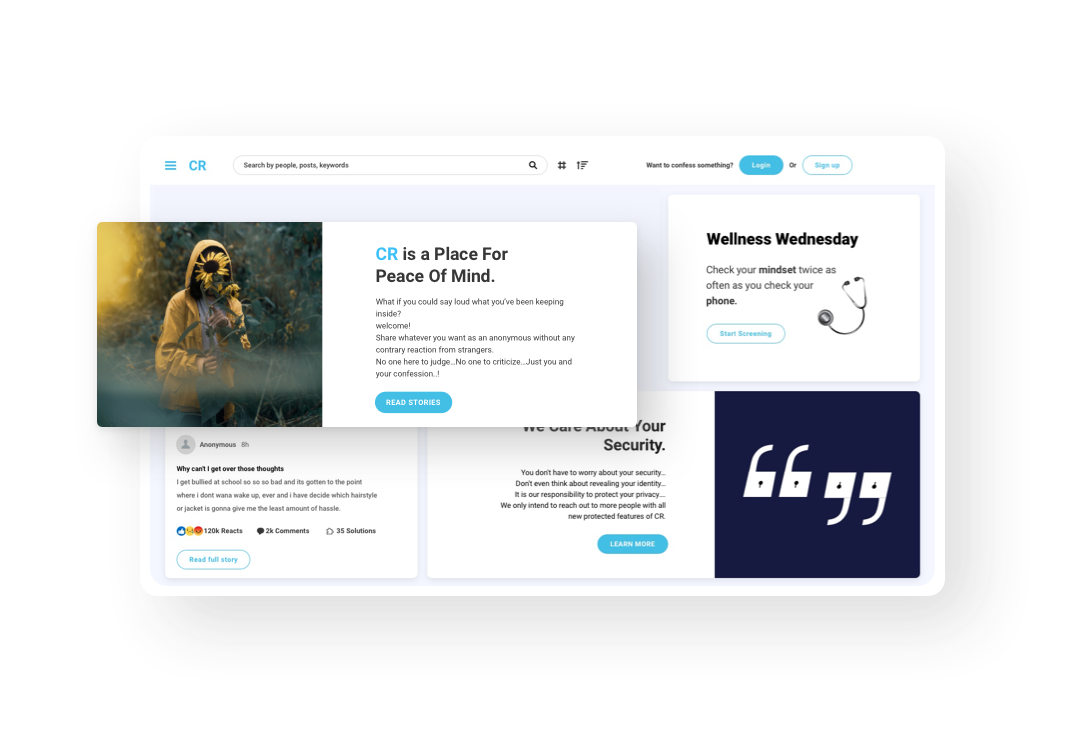 CR
Search by people, posts, keywords
Want to confess something?
Login
Or
Sign up
CR is a Place For
Peace Of Mind.
What if you could say loud what you've been keeping
inside?
welcome!
Share whatever you want as an anonymous without any
contrary reaction from strangers.
No one here to judge...No one to criticize...Just you and
your confession..!
READ STORIES
Wellness Wednesday
Check your mindset twice as
often as you check your
phone.
Start Screening
Anonymous 8h
Why can't I get over those thoughts
I get bullied at school so so so bad and its gotten to the point
where i dont wana wake up, ever and i have decide which hairstyle
or jacket is gonna give me the least amount of hassle.
120k Reacts
2k Comments
35 Solutions
Read full story
We Care About Your
Security.
You don't have to worry about your security...
Don't even think about revealing your identity...
It is our responsibility to protect your privacy....
We only intend to reach out to more people with all
new protected features of CR.
LEARN MORE